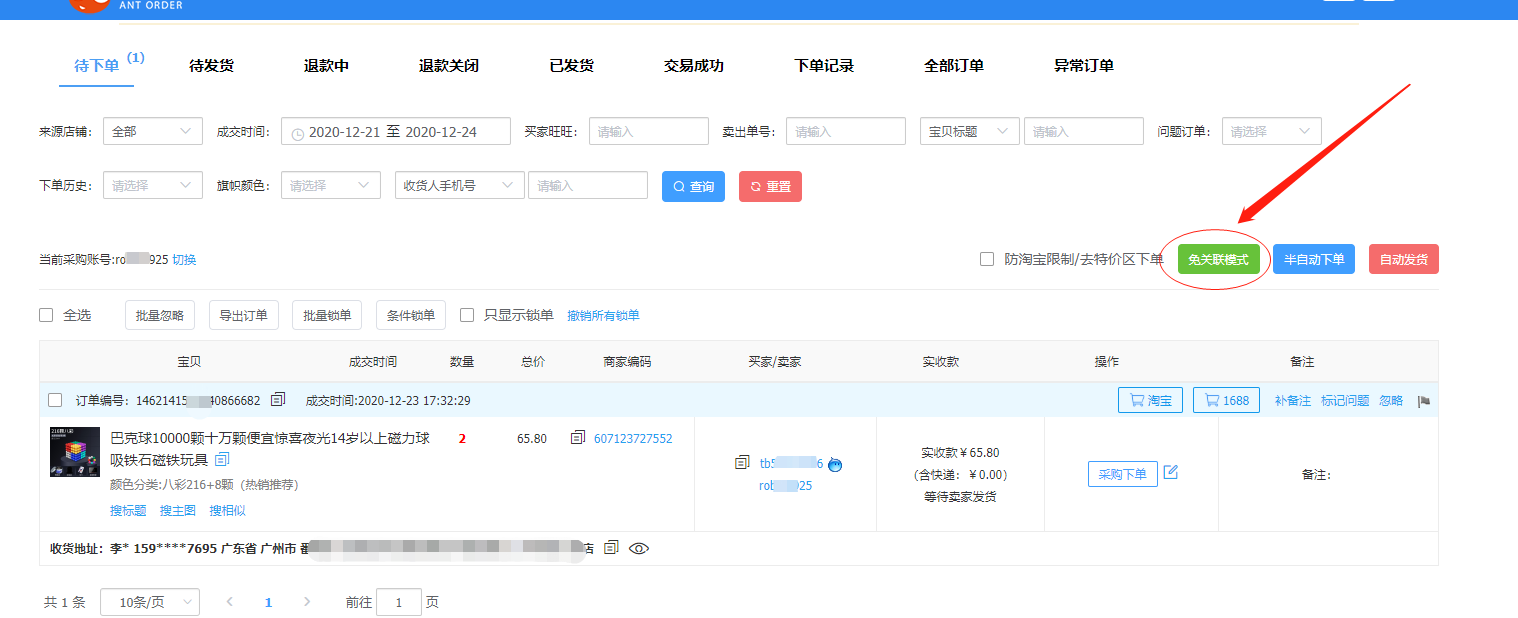 ANT ORDER
待下单 (1) 待发货 退款中 退款关闭 已发货 交易成功 下单记录 全部订单 异常订单
来源店铺: 全部 成交时间: 2020-12-21 至 2020-12-24 买家旺旺: 请输入 卖出单号: 请输入 宝贝标题 请输入 问题订单: 请选择
下单历史: 请选择 旗帜颜色: 请选择 收货人手机号 请输入 查询 重置
当前采购账号:ro 925 切换 防淘宝限制/去特价区下单 免关联模式 半自动下单 自动发货
全选 批量忽略 导出订单 批量锁单 条件锁单 只显示锁单 撤销所有锁单
宝贝 成交时间 数量 总价 商家编码 买家/卖家 实收款 操作 备注
订单编号: 14621415 40866682 成交时间:2020-12-23 17:32:29 淘宝 1688 补备注 标记问题 忽略
巴克球10000颗十万颗便宜惊喜夜光14岁以上磁力球 2 65.80 607123727552
吸铁石磁铁玩具
颜色分类:八彩216+8颗（热销推荐）
搜标题 搜主图 搜相似
tb5 6
rob 025
实收款￥65.80
(含快递: ￥0.00)
等待卖家发货
采购下单
备注:
收货地址: 李* 159****7695 广东省 广州市 番 店
共 1 条 10条/页 1 前往 1 页